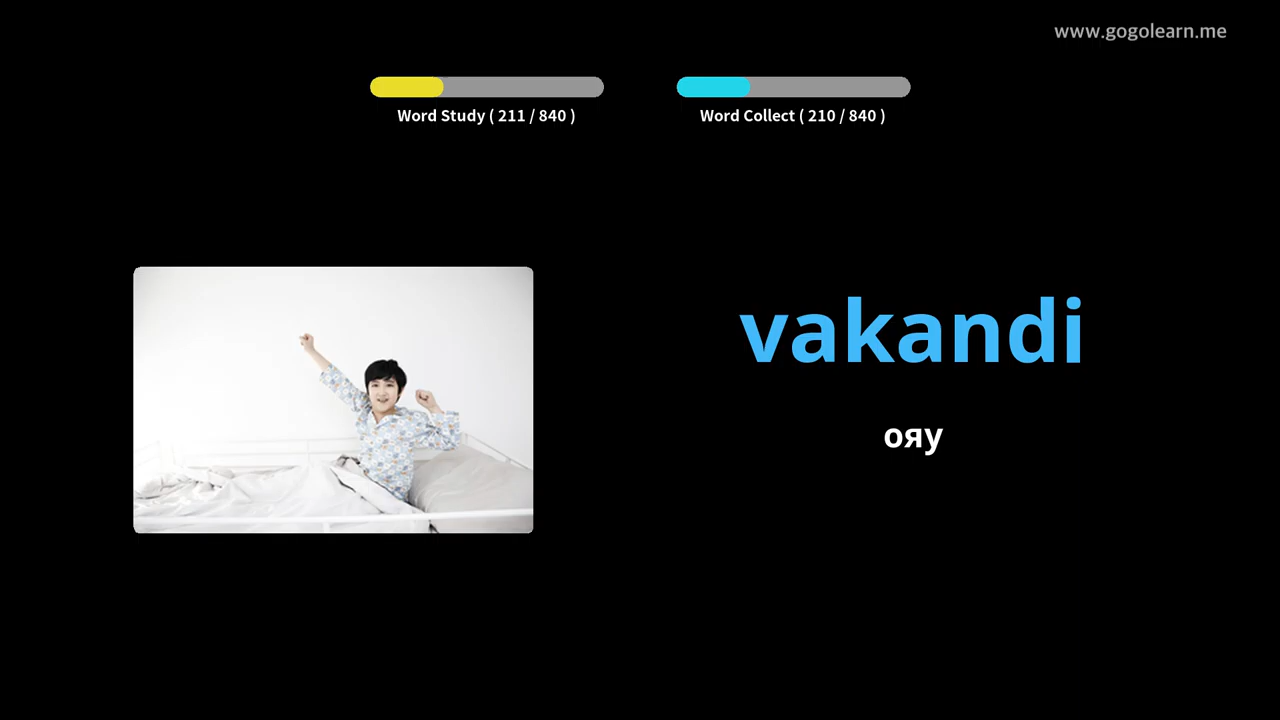 www.gogolearn.me
Word Study ( 211 / 840 )
Word Collect ( 210 / 840 )
vakandi
ояу